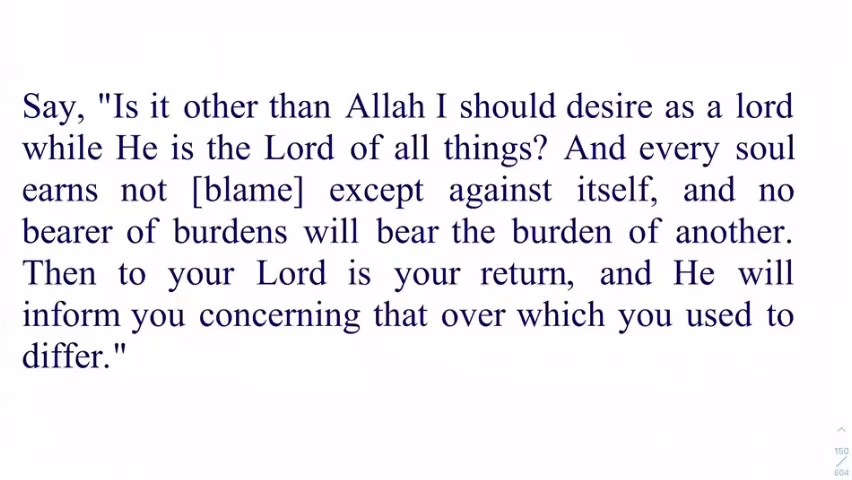 Say, "Is it other than Allah I should desire as a lord
while He is the Lord of all things? And every soul
earns not [blame] except against itself, and no
bearer of burdens will bear the burden of another.
Then to your Lord is your return, and He will
inform you concerning that over which you used to
differ."
150
604